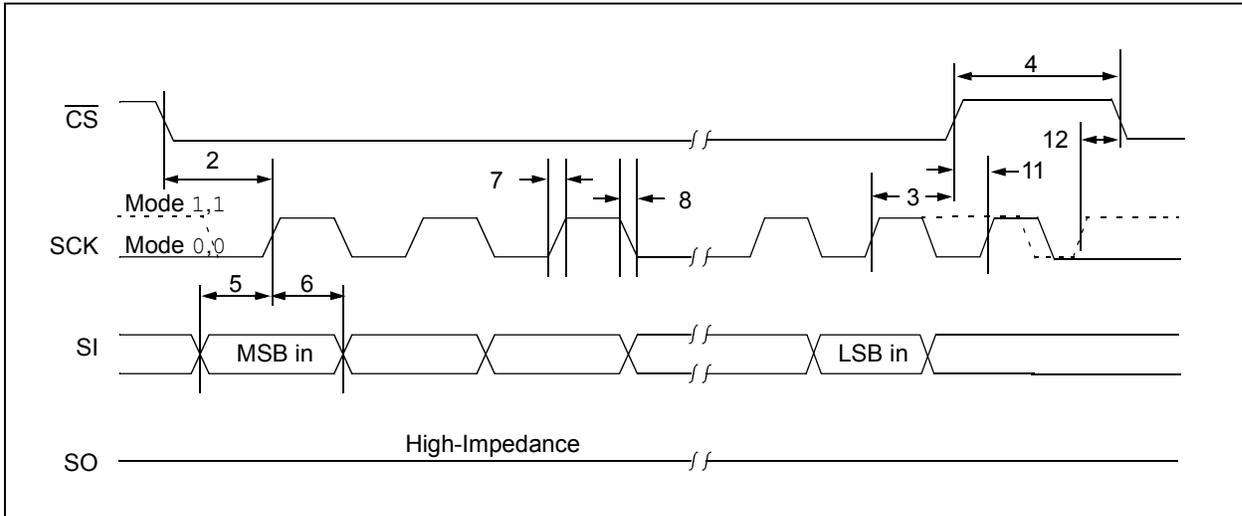 4
CS
12
2
7
8
3
11
Mode 1,1
SCK
Mode 0,0
5
6
SI
MSB in
LSB in
High-Impedance
SO